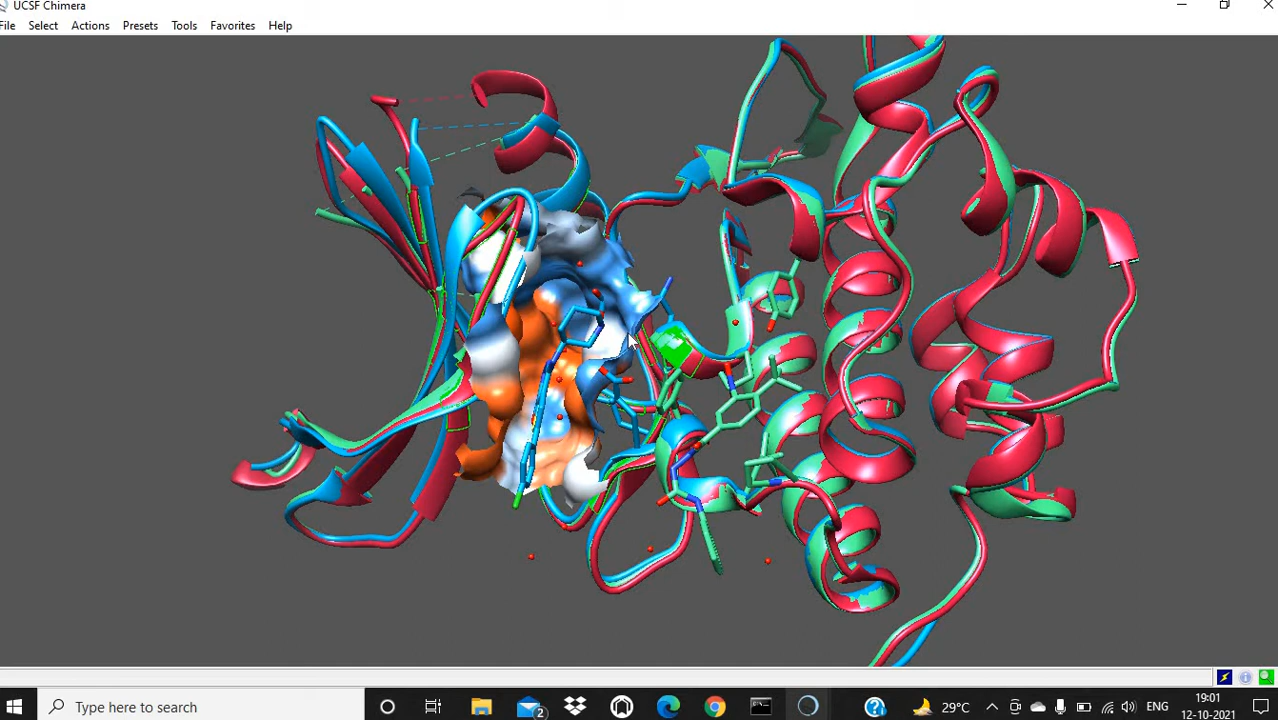 UCSF Chimera
File Select Actions Presets Tools Favorites Help
Type here to search
2
29°C
ENG
19:01
12-10-2021